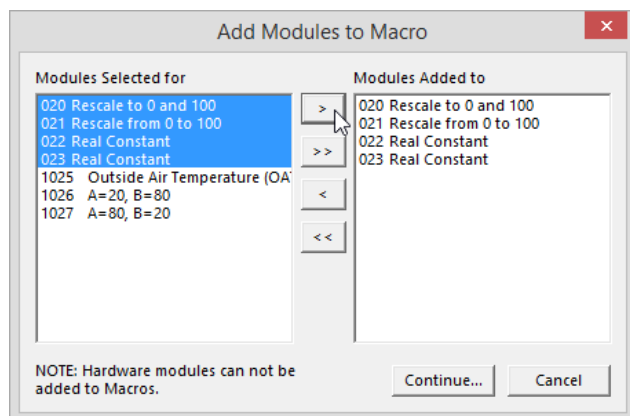 Add Modules to Macro
Modules Selected for
Modules Added to
020 Rescale to 0 and 100
021 Rescale from 0 to 100
022 Real Constant
023 Real Constant
1025 Outside Air Temperature (OA
1026 A=20, B=80
1027 A=80, B=20
>
>>
<
<<
020 Rescale to 0 and 100
021 Rescale from 0 to 100
022 Real Constant
023 Real Constant
NOTE: Hardware modules can not be
added to Macros.
Continue...
Cancel